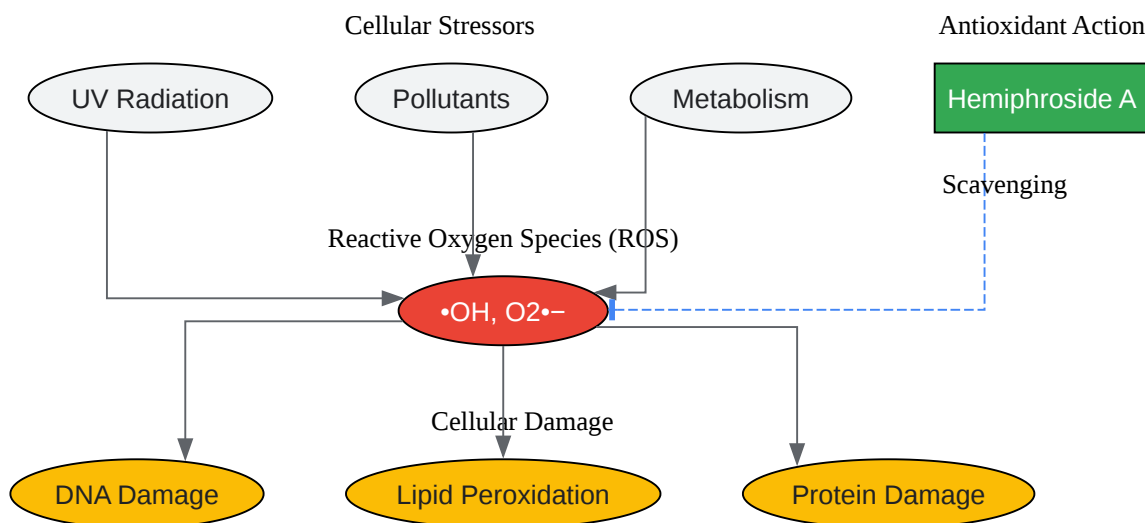 Cellular Stressors
Antioxidant Action
UV Radiation
Pollutants
Metabolism
Hemiphroside A
Scavenging
Reactive Oxygen Species (ROS)
•OH, O2•−
Cellular Damage
DNA Damage
Lipid Peroxidation
Protein Damage